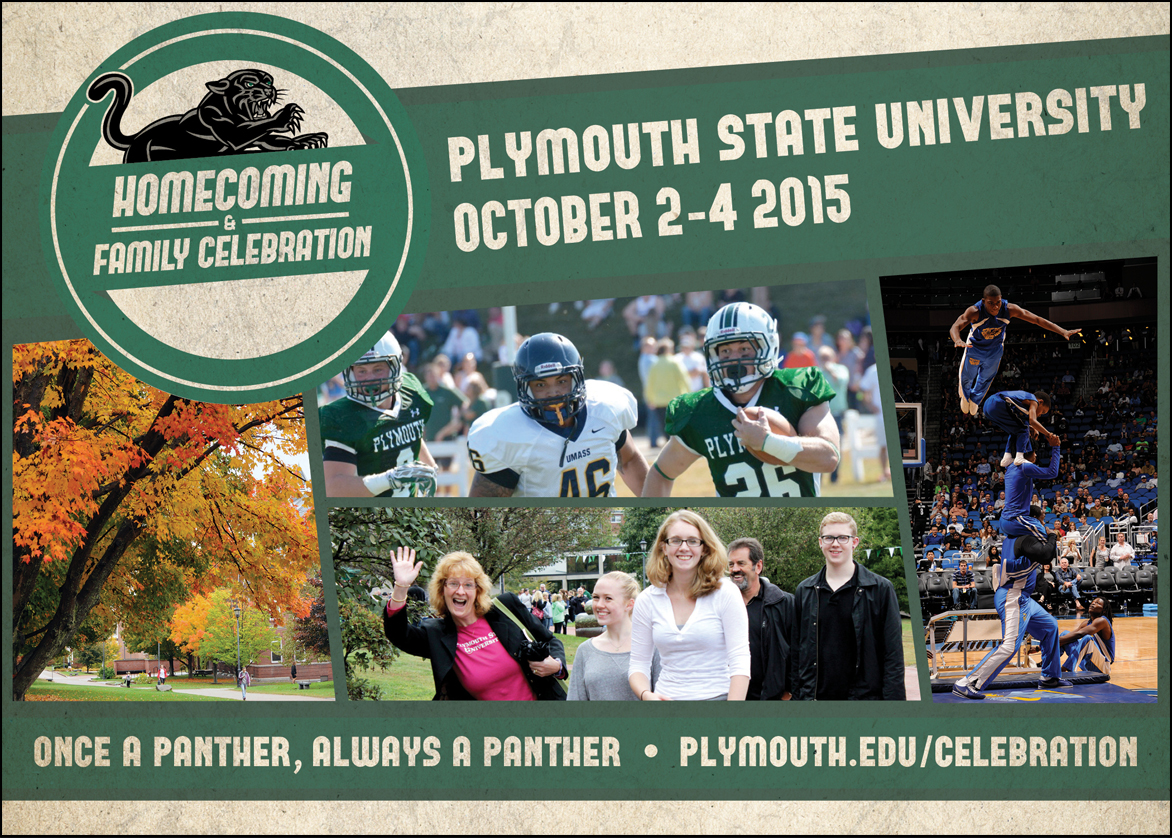 HOMECOMING
&
FAMILY CELEBRATION
PLYMOUTH STATE UNIVERSITY
OCTOBER 2-4 2015
PLYMOUTH
UMASS
46
26
ONCE A PANTHER, ALWAYS A PANTHER • PLYMOUTH.EDU/CELEBRATION